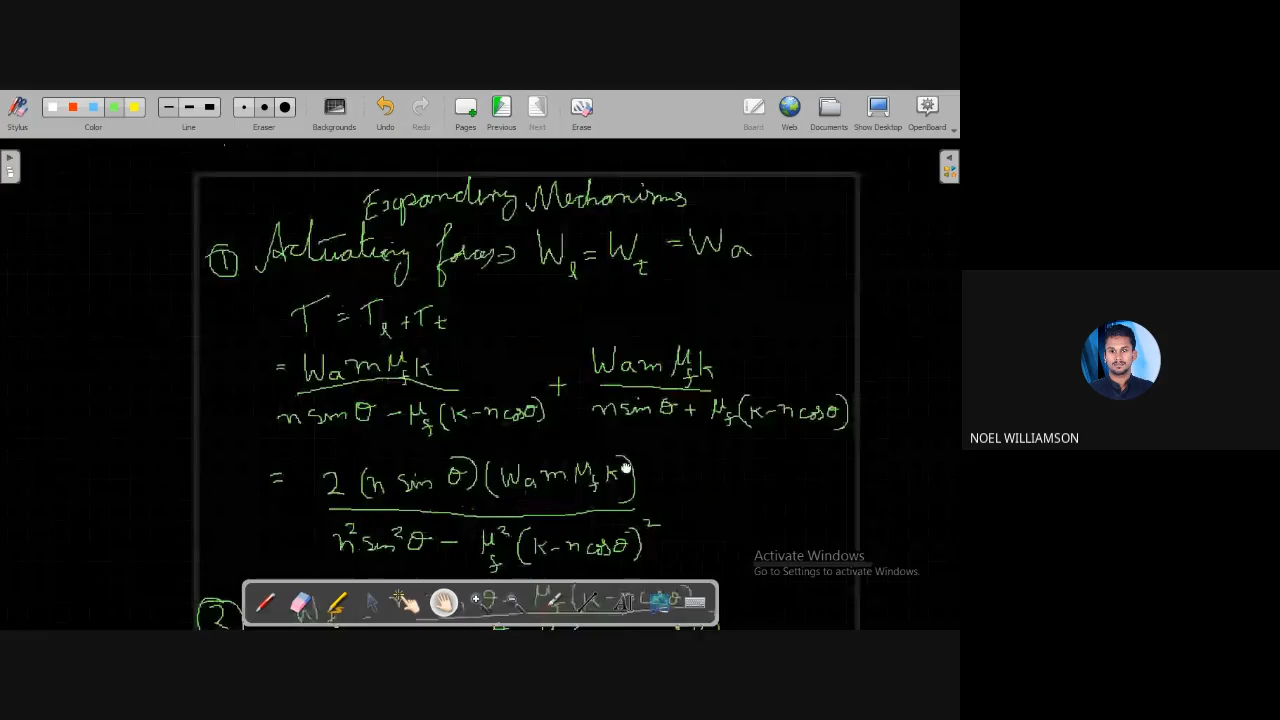 Stylus
Color
Line
Eraser
Backgrounds
Undo
Redo
Pages
Previous
Next
Erase
Board
Web
Documents
Show Desktop
OpenBoard
Expanding Mechanisms
① Actuating forces ⇒ W_l = W_t = W_a
T = T_l + T_t
= W_a m μ_f k / (n sin θ - μ_f (k - n cos θ)) + W_a m μ_f k / (n sin θ + μ_f (k - n cos θ))
= 2 (n sin θ) (W_a m μ_f k) / (n² sin² θ - μ_f² (k - n cos θ)²)
②
Activate Windows
Go to Settings to activate Windows.
NOEL WILLIAMSON